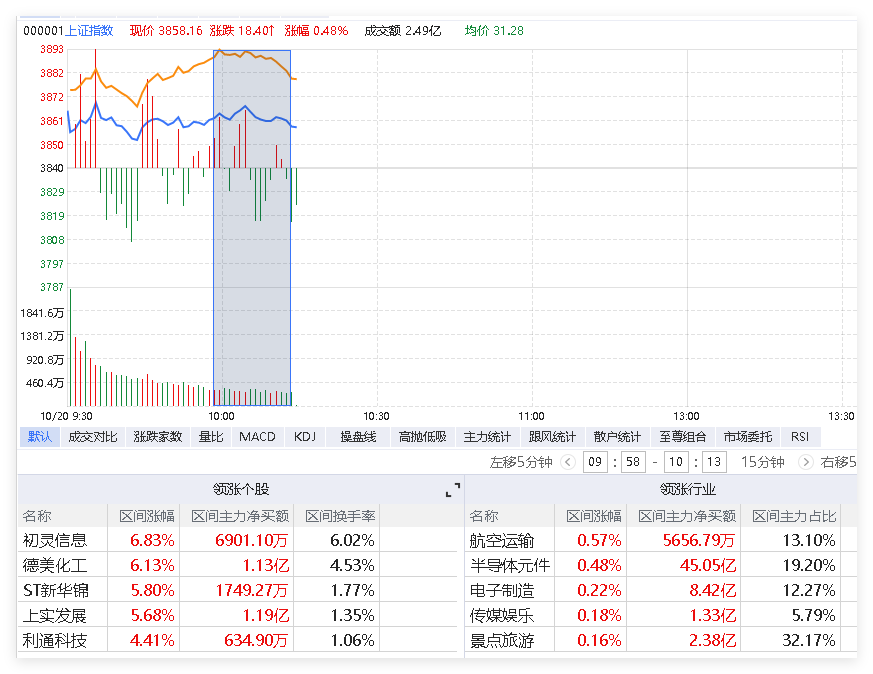 000001上证指数 现价 3858.16 涨跌 18.40↑ 涨幅 0.48% 成交额 2.49亿 均价 31.28
3893
3882
3872
3861
3850
3840
3829
3819
3808
3797
3787
1841.6万
1381.2万
920.8万
460.4万
10/20 9:30 10:00 10:30 11:00 13:00 13:30
默认 成交对比 涨跌家数 量比 MACD KDJ 操盘线 高抛低吸 主力统计 跟风统计 散户统计 至尊组合 市场委托 RSI
左移5分钟 09 : 58 - 10 : 13 15分钟 右移5
领涨个股 领涨行业
名称 区间涨幅 区间主力净买额 区间换手率 名称 区间涨幅 区间主力净买额 区间主力占比
初灵信息 6.83% 6901.10万 6.02% 航空运输 0.57% 5656.79万 13.10%
德美化工 6.13% 1.13亿 4.53% 半导体元件 0.48% 45.05亿 19.20%
ST新华锦 5.80% 1749.27万 1.77% 电子制造 0.22% 8.42亿 12.27%
上实发展 5.68% 1.19亿 1.35% 传媒娱乐 0.18% 1.33亿 5.79%
利通科技 4.41% 634.90万 1.06% 景点旅游 0.16% 2.38亿 32.17%